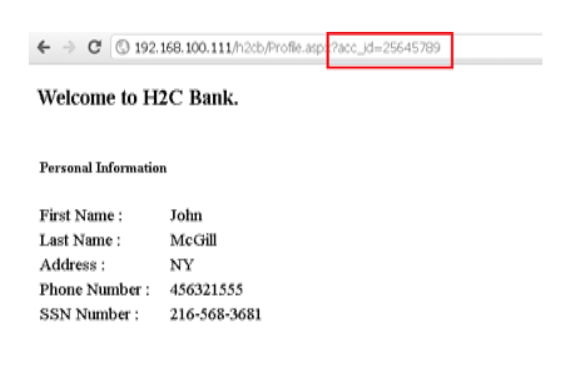 192.168.100.111/h2cb/Profile.aspx?acc_id=25645789
Welcome to H2C Bank.
Personal Information
First Name : John
Last Name : McGill
Address : NY
Phone Number : 456321555
SSN Number : 216-568-3681